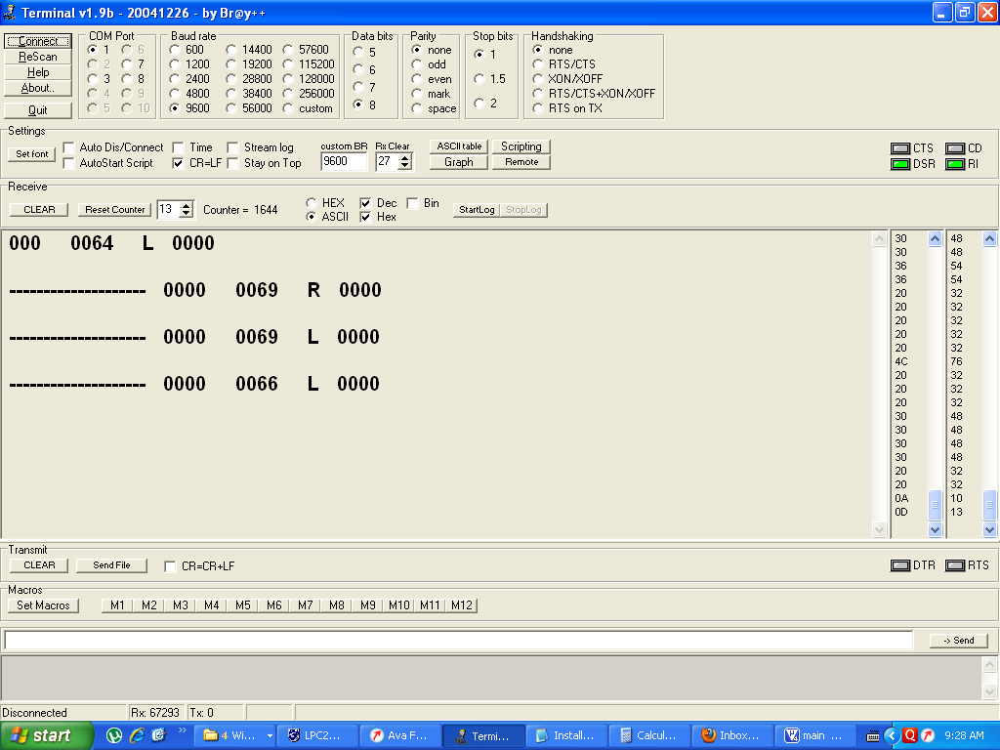 Terminal v1.9b - 20041226 - by Br@y++
Connect
ReScan
Help
About..
Quit
COM Port
1 6
2 7
3 8
4 9
5 10
Baud rate
600 14400 57600
1200 19200 115200
2400 28800 128000
4800 38400 256000
9600 56000 custom
Data bits
5
6
7
8
Parity
none
odd
even
mark
space
Stop bits
1
1.5
2
Handshaking
none
RTS/CTS
XON/XOFF
RTS/CTS+XON/XOFF
RTS on TX
Settings
Set font
Auto Dis/Connect Time Stream log
AutoStart Script CR=LF Stay on Top
custom BR Rx Clear
9600 27
ASCII table Scripting
Graph Remote
CTS CD
DSR RI
Receive
CLEAR Reset Counter 13 Counter = 1644
HEX Dec Bin
ASCII Hex
StartLog StopLog
000 0064 L 0000
-------------------- 0000 0069 R 0000
-------------------- 0000 0069 L 0000
-------------------- 0000 0066 L 0000
30 48
30 48
36 54
36 54
20 32
20 32
20 32
20 32
20 32
4C 76
20 32
20 32
20 32
30 48
30 48
30 48
30 48
20 32
20 32
0A 10
0D 13
Transmit
CLEAR Send File CR=CR+LF
DTR RTS
Macros
Set Macros M1 M2 M3 M4 M5 M6 M7 M8 M9 M10 M11 M12
-> Send
Disconnected Rx: 67293 Tx: 0
start 4 Wi... LPC2... Ava F... Termi... Install... Calcul... Inbox... main ... 9:28 AM